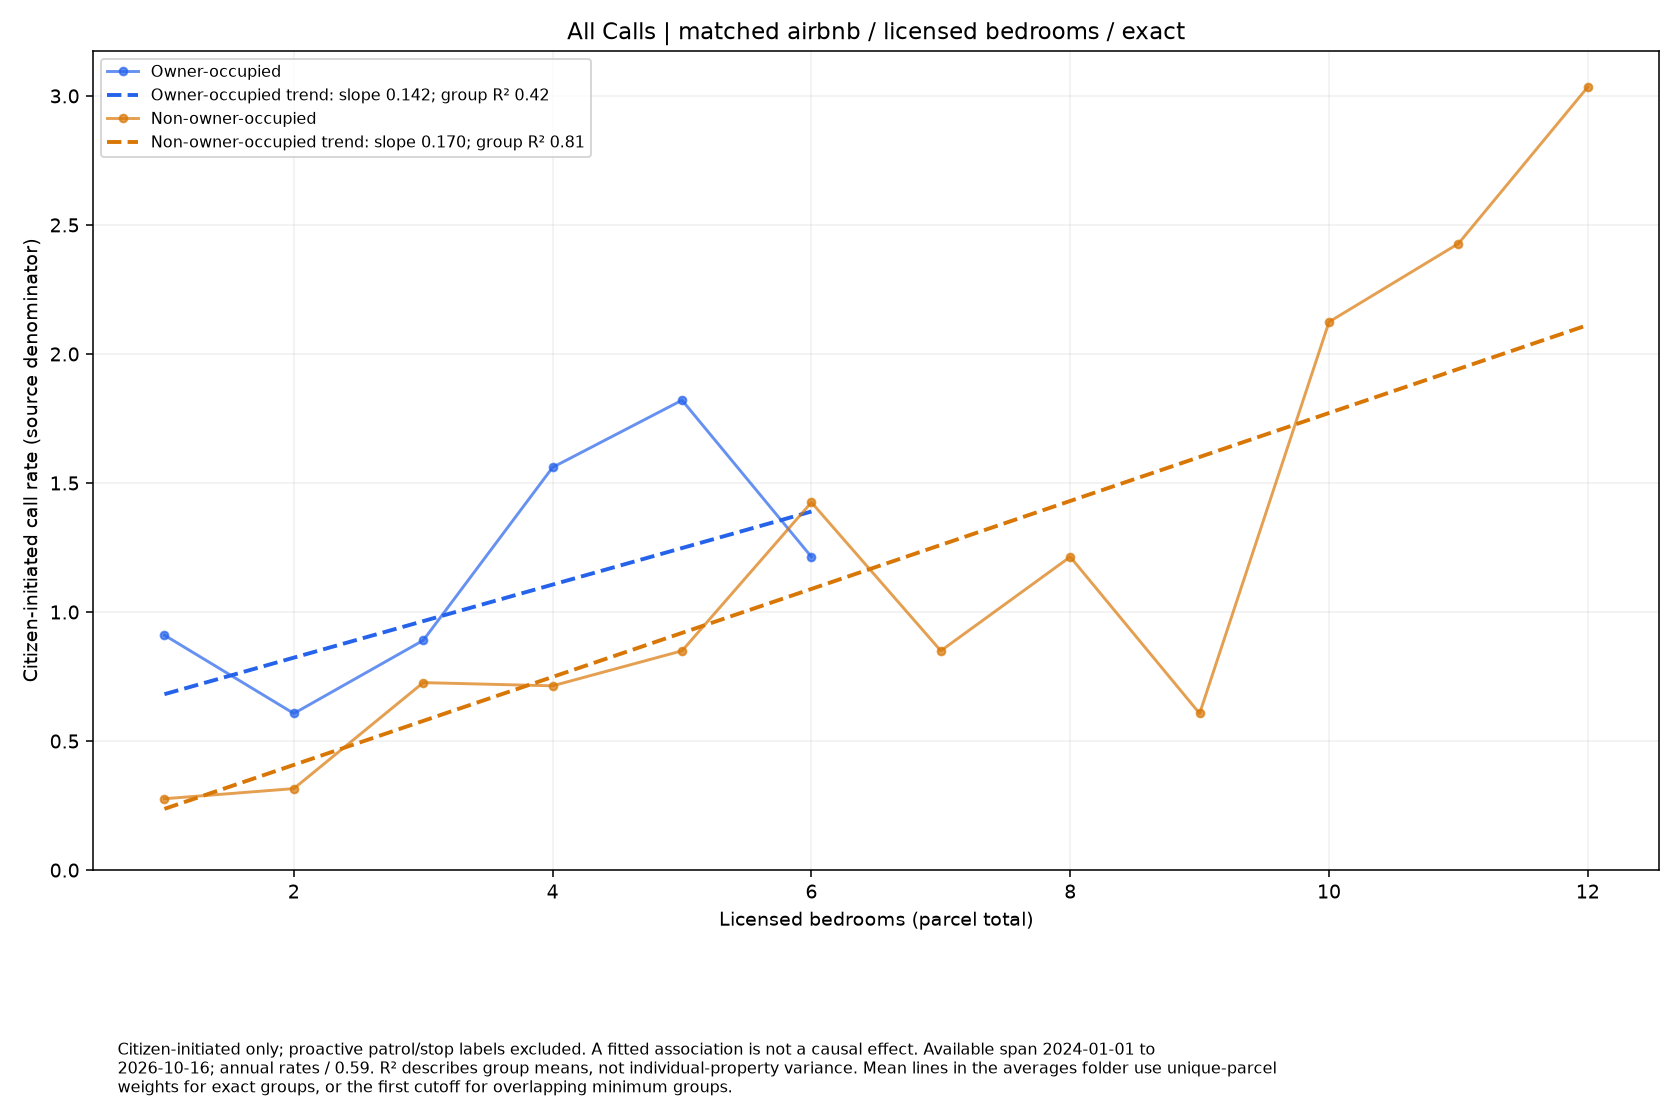 All Calls | matched airbnb / licensed bedrooms / exact
Owner-occupied
Owner-occupied trend: slope 0.142; group R² 0.42
Non-owner-occupied
Non-owner-occupied trend: slope 0.170; group R² 0.81
Citizen-initiated call rate (source denominator)
3.0
2.5
2.0
1.5
1.0
0.5
0.0
2 4 6 8 10 12
Licensed bedrooms (parcel total)
Citizen-initiated only; proactive patrol/stop labels excluded. A fitted association is not a causal effect. Available span 2024-01-01 to
2026-10-16; annual rates / 0.59. R² describes group means, not individual-property variance. Mean lines in the averages folder use unique-parcel
weights for exact groups, or the first cutoff for overlapping minimum groups.